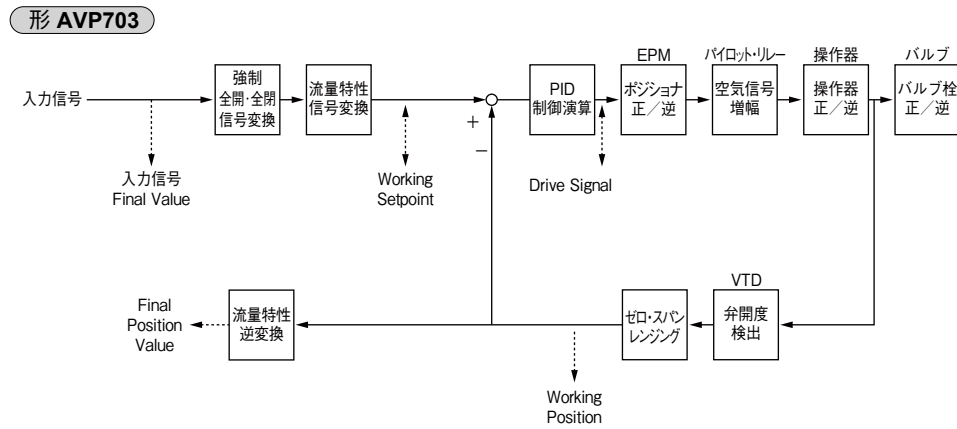 形 AVP703
EPM
パイロット・リレー
操作器
バルブ
入力信号
強制
全開・全閉
信号変換
流量特性
信号変換
+
−
PID
制御演算
ポジショナ
正／逆
空気信号
増幅
操作器
正／逆
バルブ栓
正／逆
入力信号
Final Value
Working
Setpoint
Drive Signal
VTD
Final
Position
Value
流量特性
逆変換
ゼロ・スパン
レンジング
弁開度
検出
Working
Position